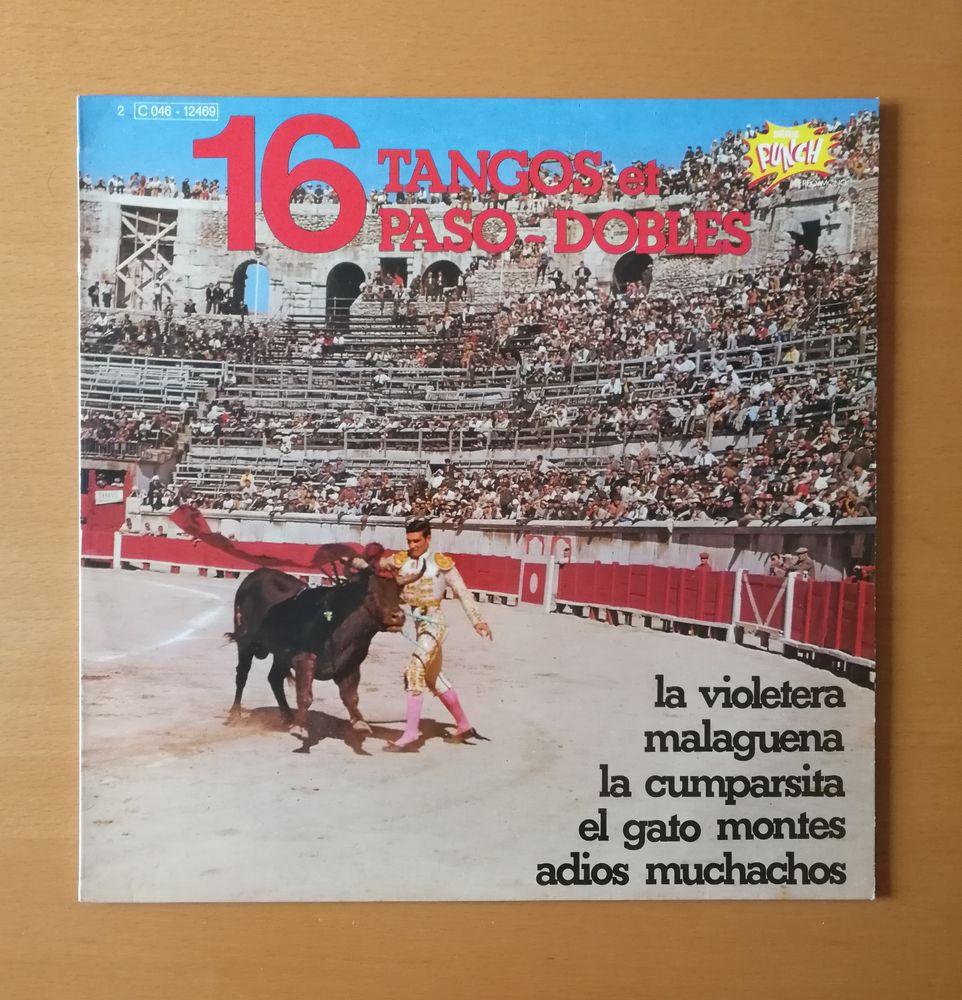 2 C 046 - 12469
16 TANGOS et
PASO~DOBLES
SÉRIE
PUNCH
la violetera
malaguena
la cumparsita
el gato montes
adios muchachos